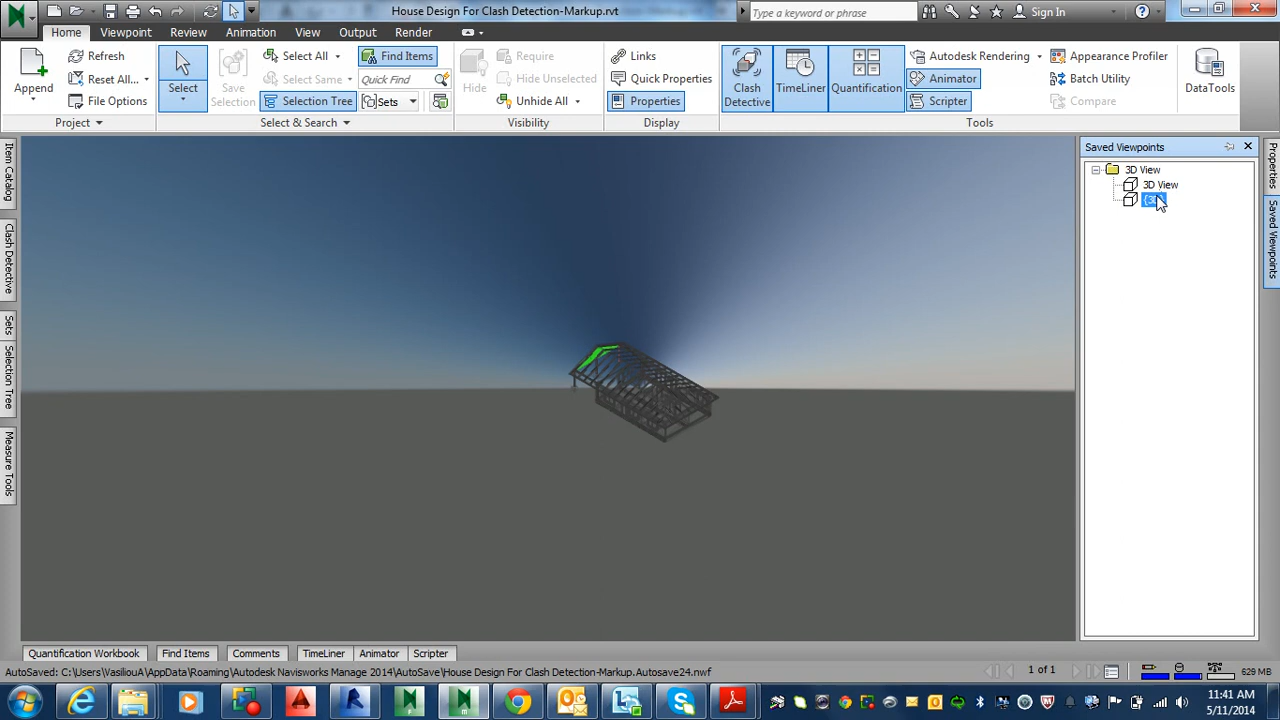 House Design For Clash Detection-Markup.rvt
Type a keyword or phrase
Sign In
Home
Viewpoint
Review
Animation
View
Output
Render
Append
Refresh
Reset All...
File Options
Project
Select
Save Selection
Select All
Select Same
Selection Tree
Find Items
Quick Find
Sets
Select & Search
Hide
Require
Hide Unselected
Unhide All
Visibility
Links
Quick Properties
Properties
Display
Clash Detective
TimeLiner
Quantification
Autodesk Rendering
Animator
Scripter
Appearance Profiler
Batch Utility
Compare
DataTools
Tools
Item Catalog
Clash Detective
Sets
Selection Tree
Measure Tools
Saved Viewpoints
3D View
3D View
Properties
Saved Viewpoints
Quantification Workbook
Find Items
Comments
TimeLiner
Animator
Scripter
AutoSaved: C:\Users\VasiliouA\AppData\Roaming\Autodesk Navisworks Manage 2014\AutoSave\House Design For Clash Detection-Markup.Autosave24.nwf
1 of 1
629 MB
11:41 AM
5/11/2014